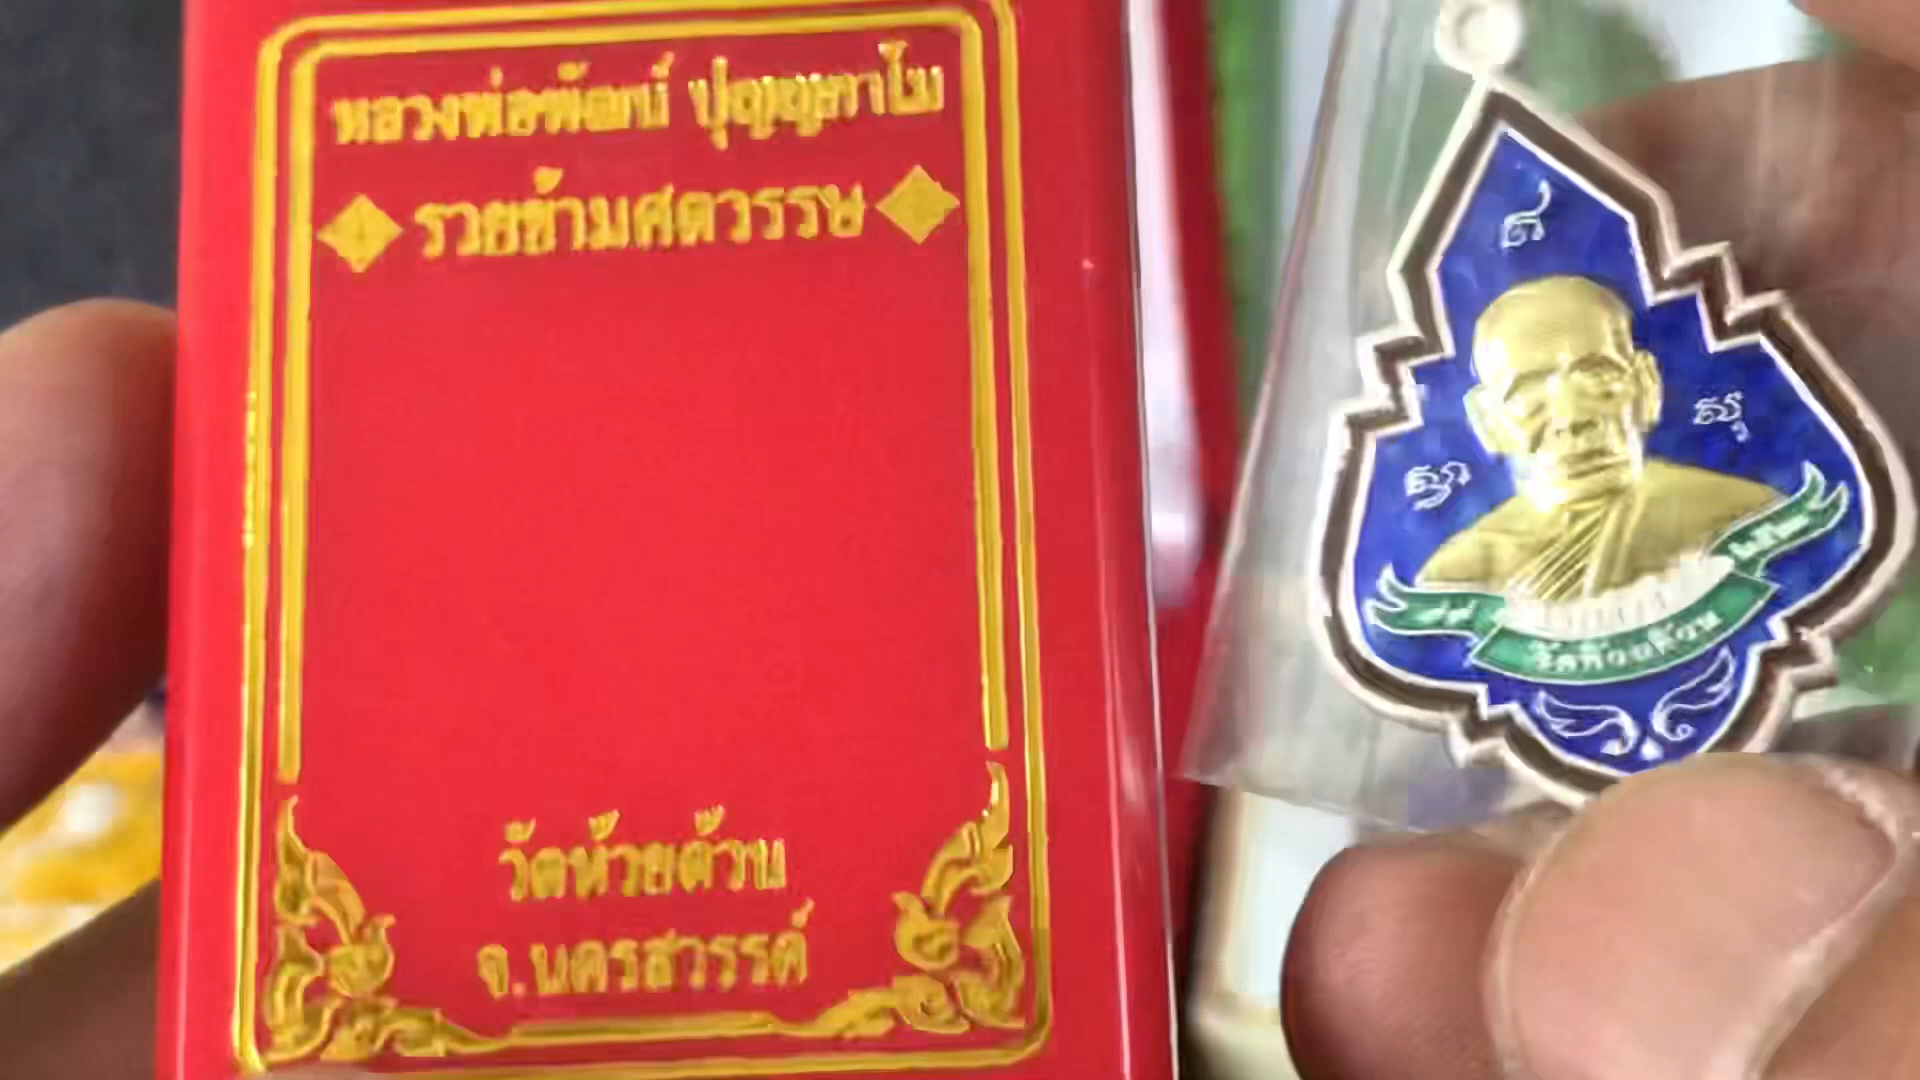 หลวงพ่อพัฒน์ ปุญญกาโม
รวยข้ามศตวรรษ
วัดห้วยด้วน
จ.นครสวรรค์
วัดห้วยด้วน